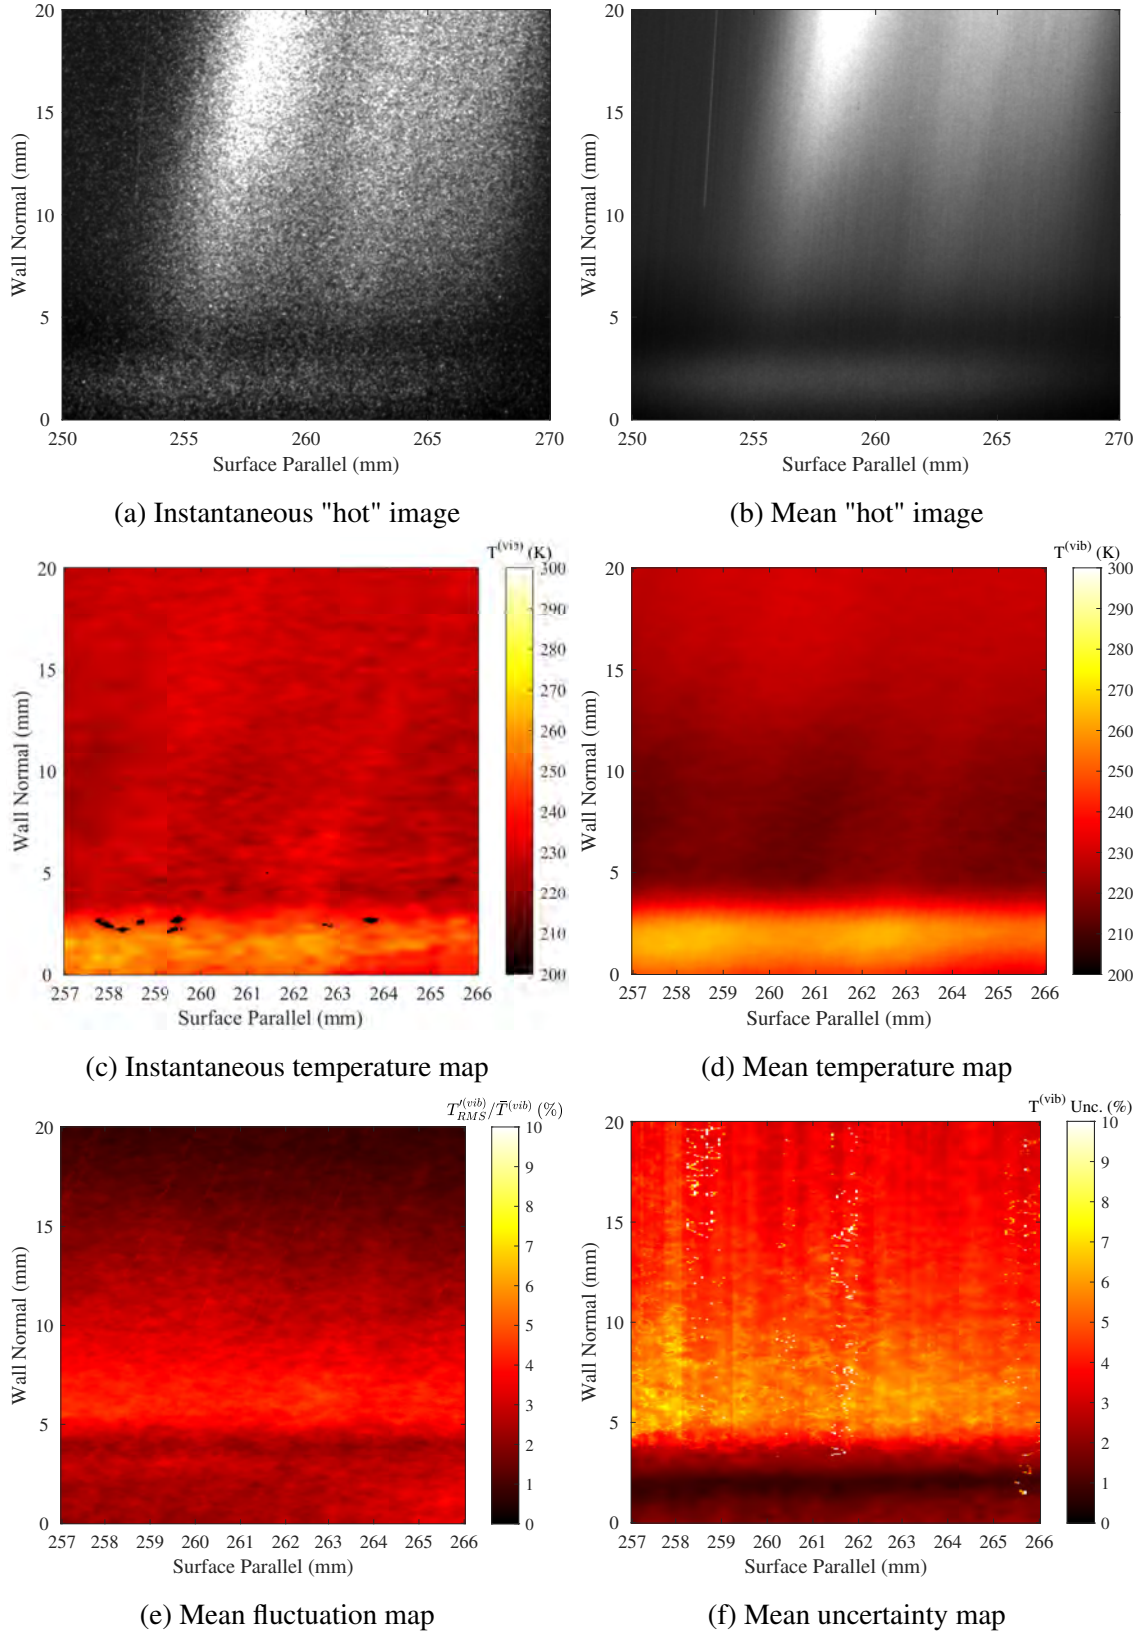 20
15
10
5
0
Wall Normal (mm)
250 255 260 265 270
Surface Parallel (mm)
(a) Instantaneous "hot" image
20
15
10
5
0
Wall Normal (mm)
250 255 260 265 270
Surface Parallel (mm)
(b) Mean "hot" image
T(vib) (K)
20
15
10
5
0
Wall Normal (mm)
257 258 259 260 261 262 263 264 265 266
Surface Parallel (mm)
300
290
280
270
260
250
240
230
220
210
200
(c) Instantaneous temperature map
T(vib) (K)
20
15
10
5
0
Wall Normal (mm)
257 258 259 260 261 262 263 264 265 266
Surface Parallel (mm)
300
290
280
270
260
250
240
230
220
210
200
(d) Mean temperature map
T′(vib)RMS/T̄(vib) (%)
20
15
10
5
0
Wall Normal (mm)
257 258 259 260 261 262 263 264 265 266
Surface Parallel (mm)
10
9
8
7
6
5
4
3
2
1
0
(e) Mean fluctuation map
T(vib) Unc. (%)
20
15
10
5
0
Wall Normal (mm)
257 258 259 260 261 262 263 264 265 266
Surface Parallel (mm)
10
9
8
7
6
5
4
3
2
1
0
(f) Mean uncertainty map